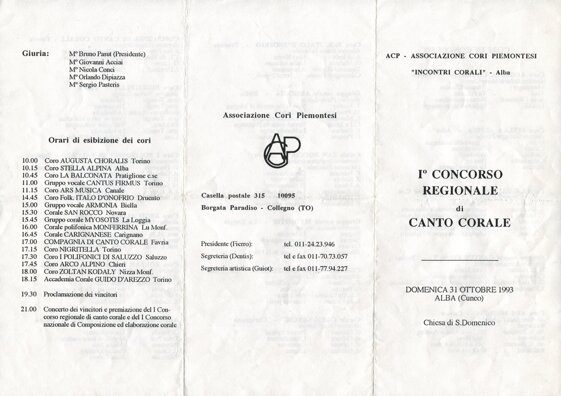 Giuria:
M° Bruno Pasut (Presidente)
M° Giovanni Acciai
M° Nicola Conci
M° Orlando Dipiazza
M° Sergio Pasteris
Orari di esibizione dei cori
10.00 Coro AUGUSTA CHORALIS Torino
10.15 Coro STELLA ALPINA Alba
10.45 Coro LA BALCONATA Pratiglione c.se
11.00 Gruppo vocale CANTUS FIRMUS Torino
11.15 Coro ARS MUSICA Canale
14.45 Coro Folk. ITALO D'ONOFRIO Druento
15.00 Gruppo vocale ARMONIA Biella
15.30 Corale SAN ROCCO Novara
15.45 Gruppo corale MYOSOTIS La Loggia
16.00 Corale polifonica MONFERRINA Lu Monf.
16.45 Corale CARIGNANESE Carignano
17.00 COMPAGNIA DI CANTO CORALE Favria
17.15 Coro NIGRITELLA Torino
17.30 Coro I POLIFONICI DI SALUZZO Saluzzo
17.45 Coro ARCO ALPINO Chieri
18.00 Coro ZOLTAN KODALY Nizza Monf.
18.15 Accademia Corale GUIDO D'AREZZO Torino
19.30 Proclamazione dei vincitori
21.00 Concerto dei vincitori e premiazione del I Con-
corso regionale di canto corale e del I Concorso
nazionale di Composizione ed elaborazione corale
Associazione Cori Piemontesi
ACP
Casella postale 315 10095
Borgata Paradiso - Collegno (TO)
Presidente (Fierro): tel. 011-24.23.946
Segreteria (Dentis): tel e fax 011-70.73.057
Segreteria artistica (Guiot): tel e fax 011-77.94.227
ACP - ASSOCIAZIONE CORI PIEMONTESI
"INCONTRI CORALI" - Alba
I° CONCORSO
REGIONALE
di
CANTO CORALE
DOMENICA 31 OTTOBRE 1993
ALBA (Cuneo)
Chiesa di S.Domenico